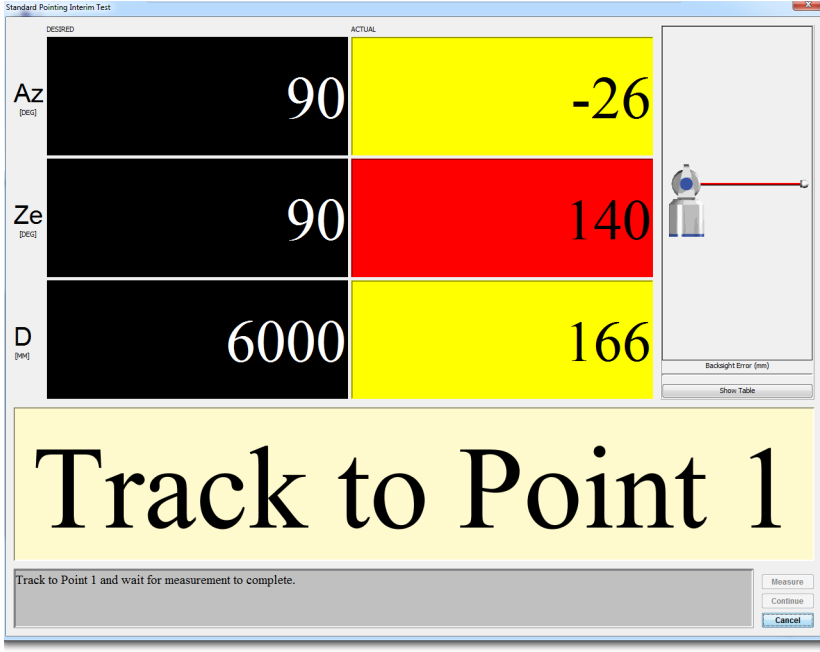 Standard Pointing Interim Test
DESIRED
ACTUAL
Az
[DEG]
90
-26
Ze
[DEG]
90
140
D
[MM]
6000
166
Backsight Error (mm)
Show Table
Track to Point 1
Track to Point 1 and wait for measurement to complete.
Measure
Continue
Cancel